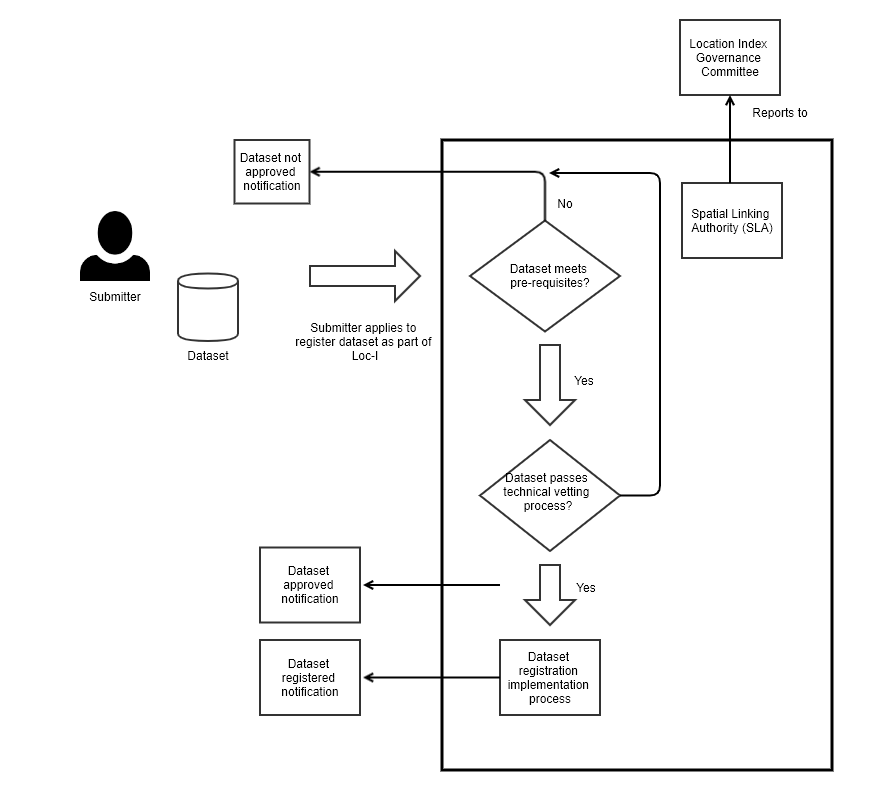 Location Index
Governance
Committee
Reports to
Dataset not
approved
notification
Spatial Linking
Authority (SLA)
No
Dataset meets
pre-requisites?
Submitter
Dataset
Submitter applies to
register dataset as part of
Loc-I
Yes
Dataset passes
technical vetting
process?
Dataset
approved
notification
Yes
Dataset
registered
notification
Dataset
registration
implementation
process